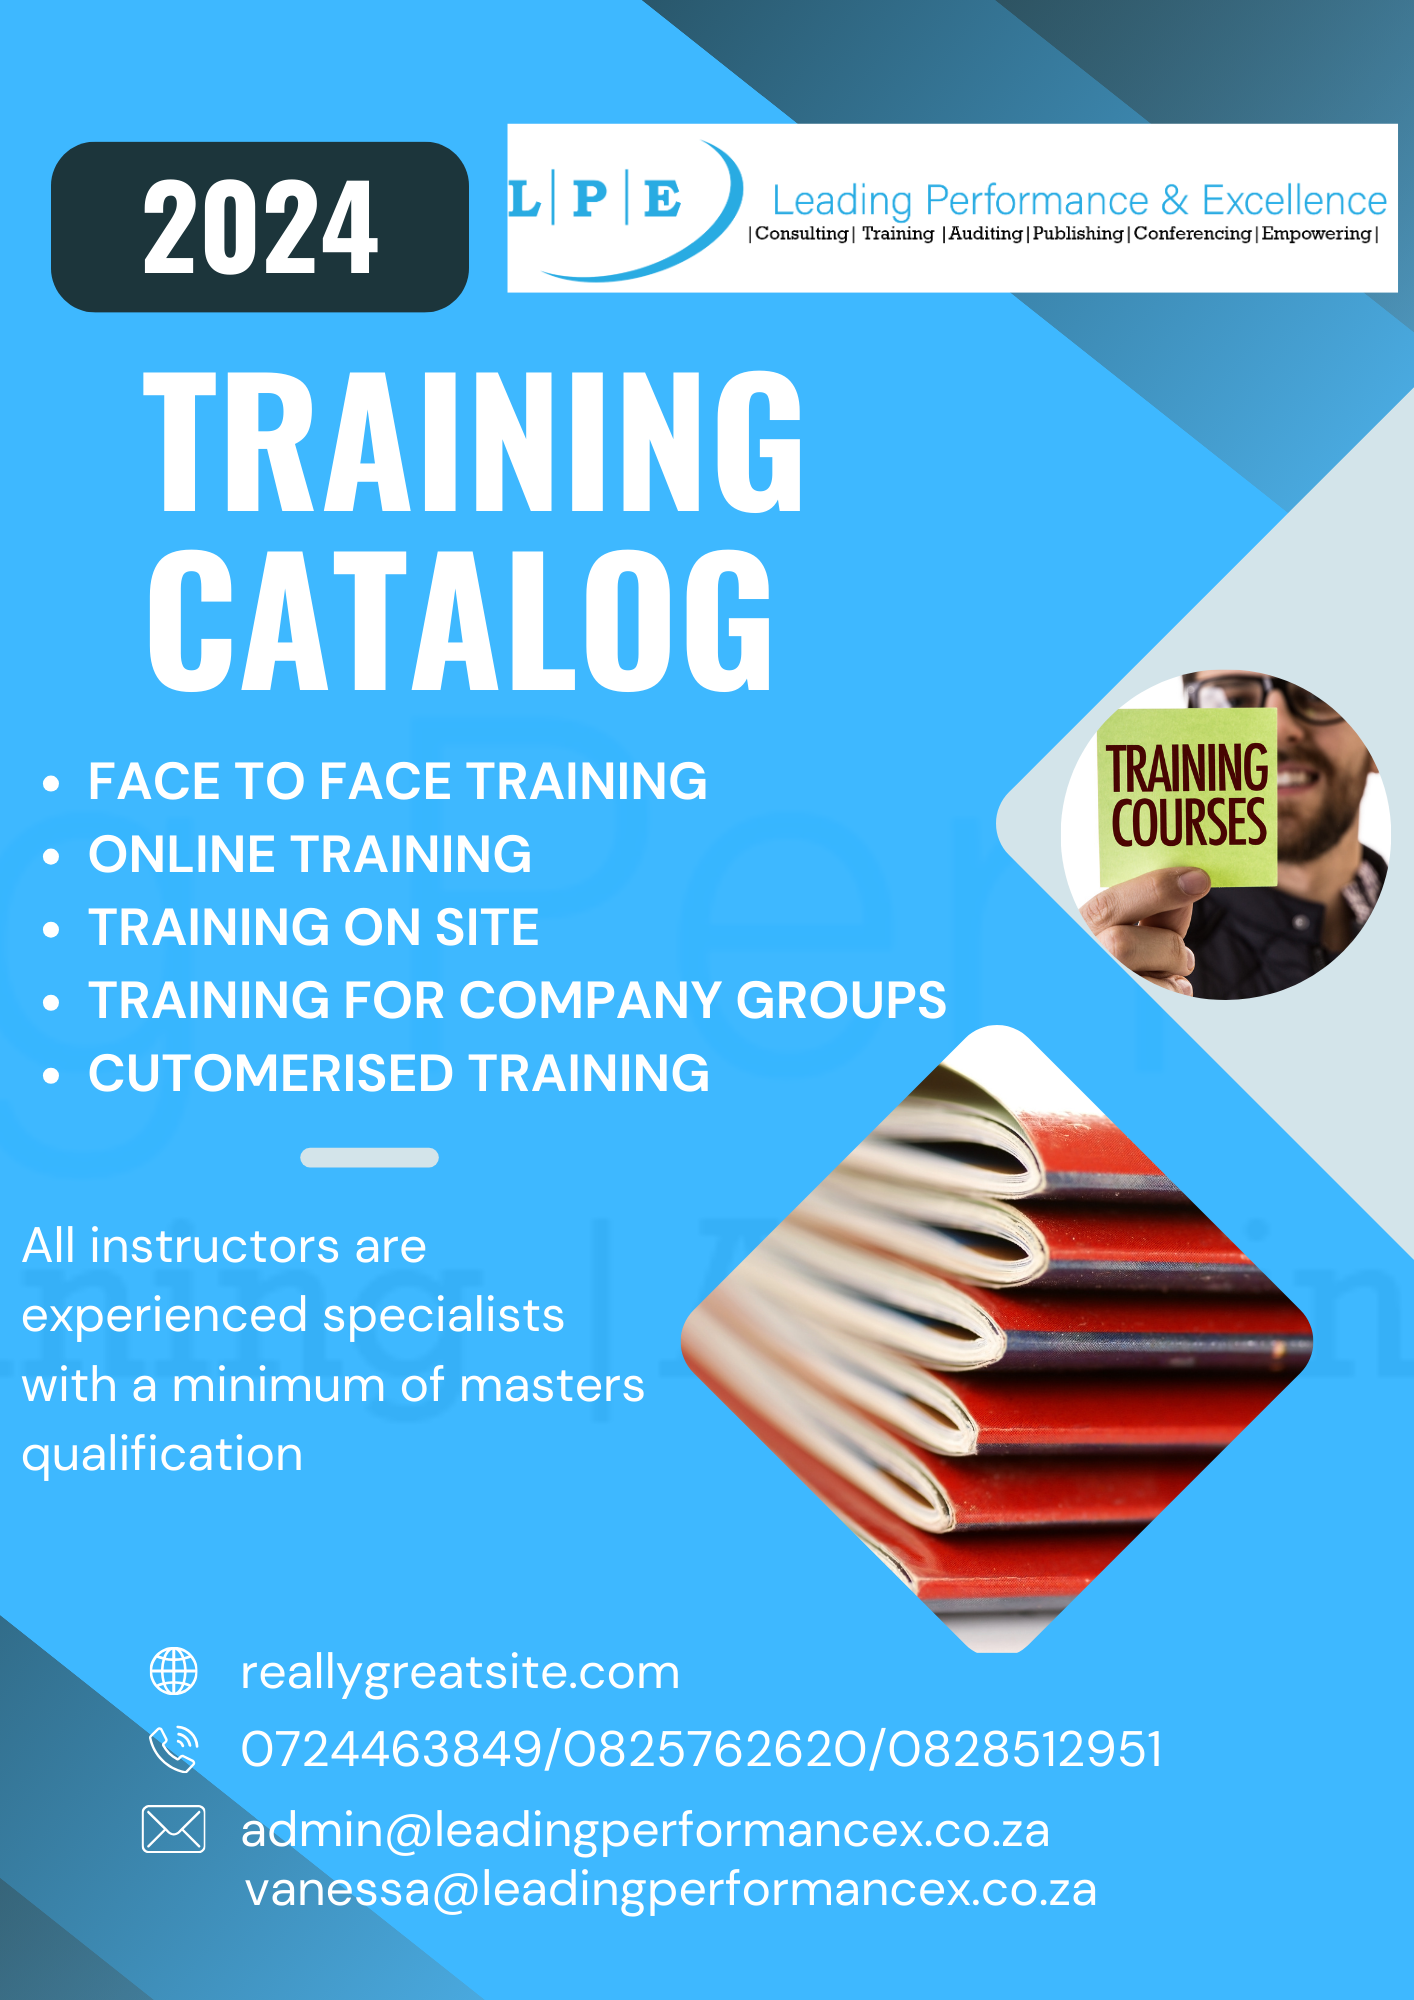 2024
L|P|E
Leading Performance & Excellence
|Consulting| Training |Auditing|Publishing|Conferencing|Empowering|
TRAINING
CATALOG
• FACE TO FACE TRAINING
• ONLINE TRAINING
• TRAINING ON SITE
• TRAINING FOR COMPANY GROUPS
• CUTOMERISED TRAINING
TRAINING
COURSES
All instructors are
experienced specialists
with a minimum of masters
qualification
reallygreatsite.com
0724463849/0825762620/0828512951
admin@leadingperformancex.co.za
vanessa@leadingperformancex.co.za